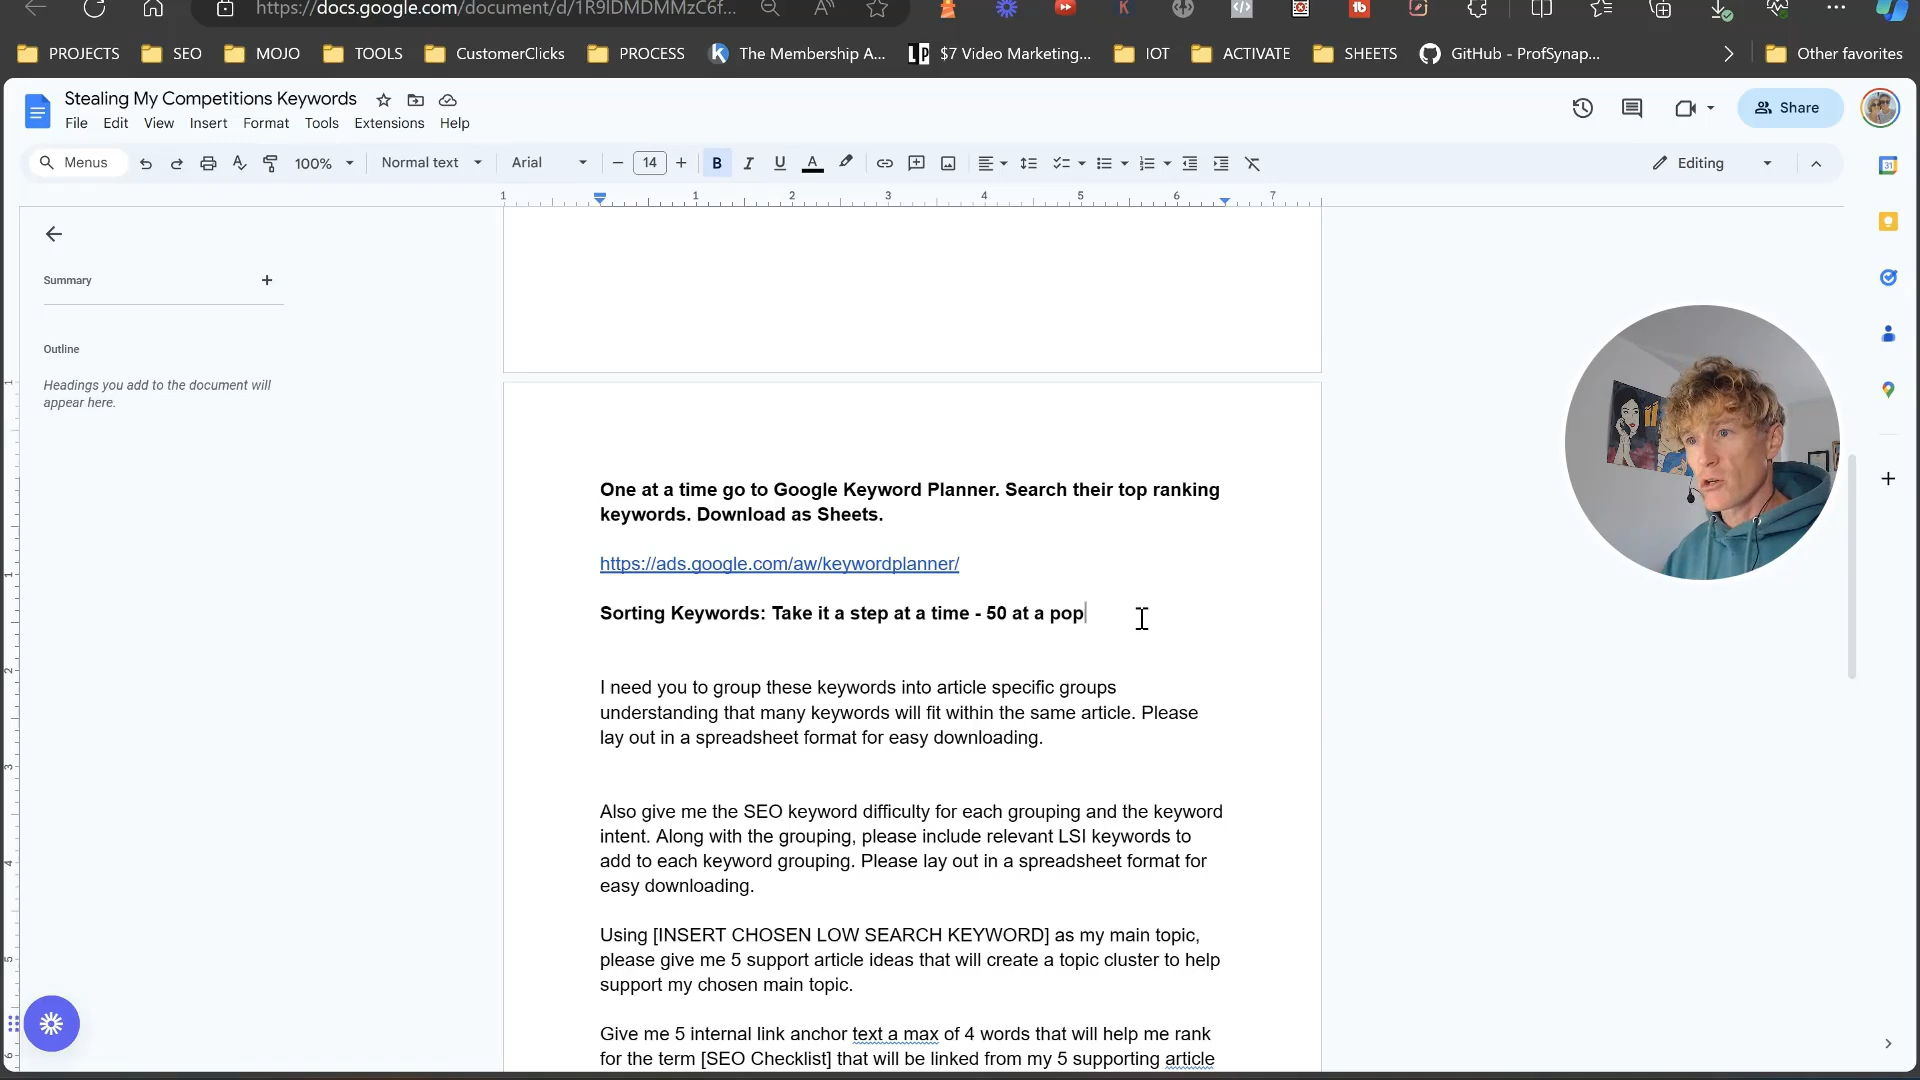 https://docs.google.com/document/d/1R9IDMDMMzC6f...
PROJECTS
SEO
MOJO
TOOLS
CustomerClicks
PROCESS
The Membership A...
$7 Video Marketing...
IOT
ACTIVATE
SHEETS
GitHub - ProfSynap...
Other favorites
Stealing My Competitions Keywords
File Edit View Insert Format Tools Extensions Help
Share
Menus
100%
Normal text
Arial
14
Editing
1 1 2 3 4 5 6 7
Summary
Outline
Headings you add to the document will
appear here.
One at a time go to Google Keyword Planner. Search their top ranking
keywords. Download as Sheets.
https://ads.google.com/aw/keywordplanner/
Sorting Keywords: Take it a step at a time - 50 at a pop
I need you to group these keywords into article specific groups
understanding that many keywords will fit within the same article. Please
lay out in a spreadsheet format for easy downloading.
Also give me the SEO keyword difficulty for each grouping and the keyword
intent. Along with the grouping, please include relevant LSI keywords to
add to each keyword grouping. Please lay out in a spreadsheet format for
easy downloading.
Using [INSERT CHOSEN LOW SEARCH KEYWORD] as my main topic,
please give me 5 support article ideas that will create a topic cluster to help
support my chosen main topic.
Give me 5 internal link anchor text a max of 4 words that will help me rank
for the term [SEO Checklist] that will be linked from my 5 supporting article